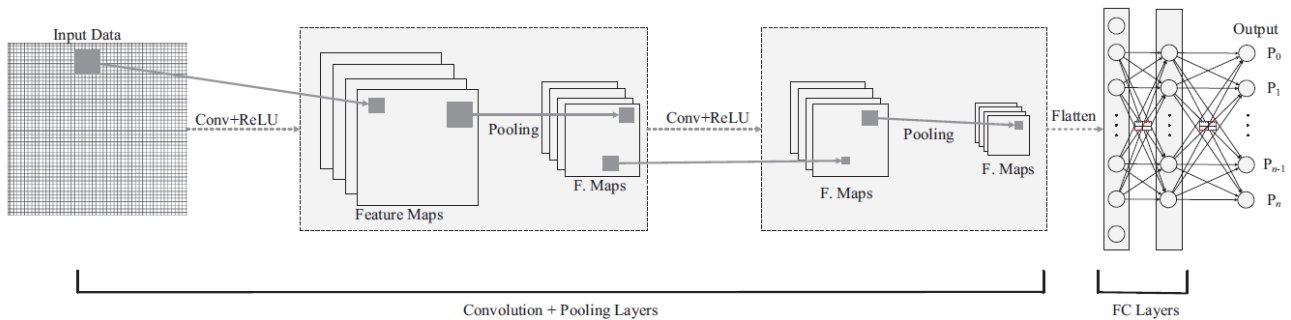 Input Data
Conv+ReLU
Feature Maps
Pooling
F. Maps
Conv+ReLU
F. Maps
Pooling
F. Maps
Flatten
Output
P0
P1
Pn-1
Pn
Convolution + Pooling Layers
FC Layers